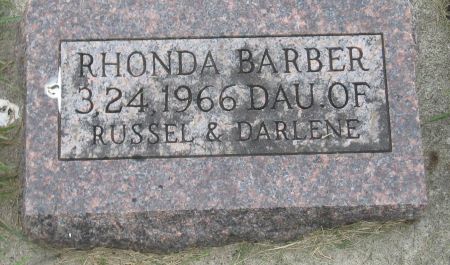 RHONDA BARBER
3.24,1966 DAU.OF
RUSSEL & DARLENE